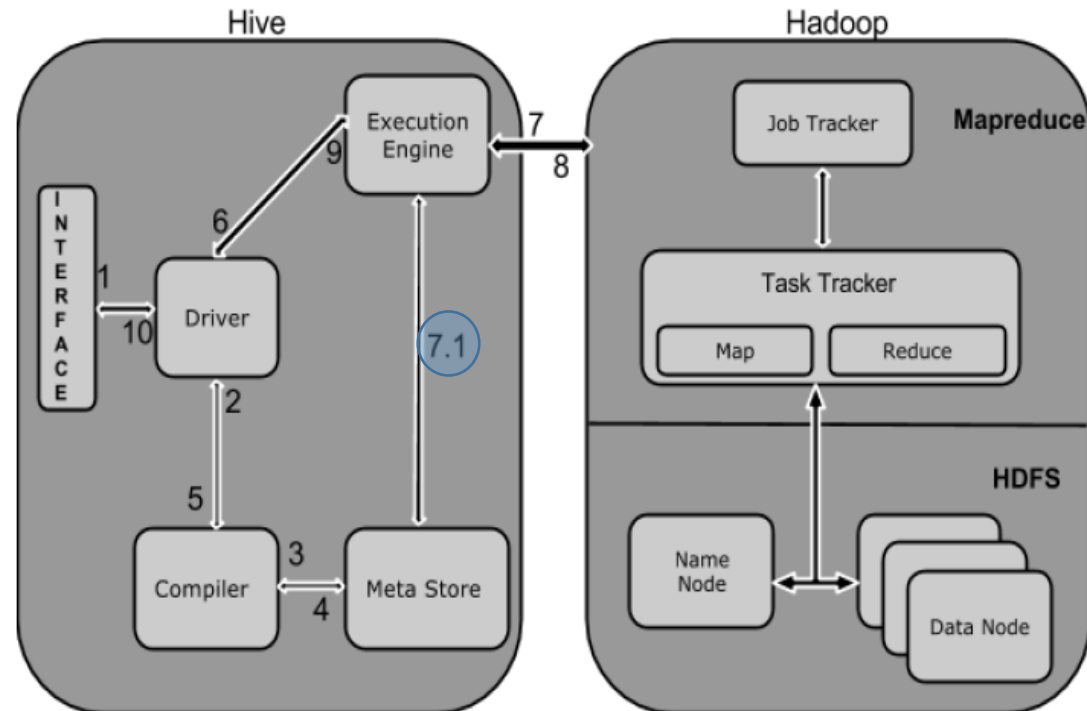 Hive
Hadoop
Execution
Engine
7
8
Job Tracker
Mapreduce
9
6
INTERFACE
1
10
Driver
Task Tracker
Map
Reduce
7.1
2
5
HDFS
3
4
Compiler
Meta Store
Name
Node
Data Node